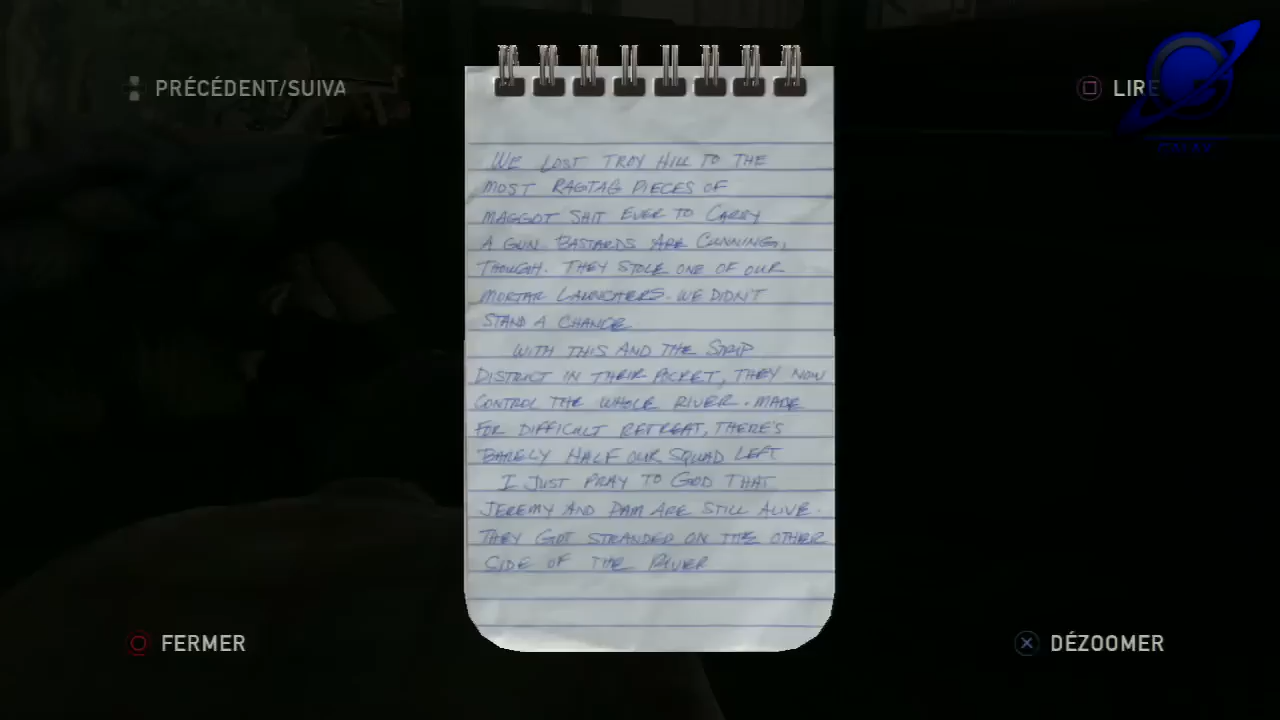 PRÉCÉDENT/SUIVA
LIRE
WE LOST TROY HILL TO THE
MOST RAGTAG PIECES OF
MAGGOT SHIT EVER TO CARRY
A GUN. BASTARDS ARE CUNNING,
THOUGH. THEY STOLE ONE OF OUR
MORTAR LAUNCHERS. WE DIDN'T
STAND A CHANCE
WITH THIS AND THE STRIP
DISTRICT IN THEIR POCKET, THEY NOW
CONTROL THE WHOLE RIVER. MADE
FOR DIFFICULT RETREAT, THERE'S
BARELY HALF OUR SQUAD LEFT
I JUST PRAY TO GOD THAT
JEREMY AND PAM ARE STILL ALIVE.
THEY GOT STRANDED ON THE OTHER
SIDE OF THE RIVER
FERMER
DÉZOOMER